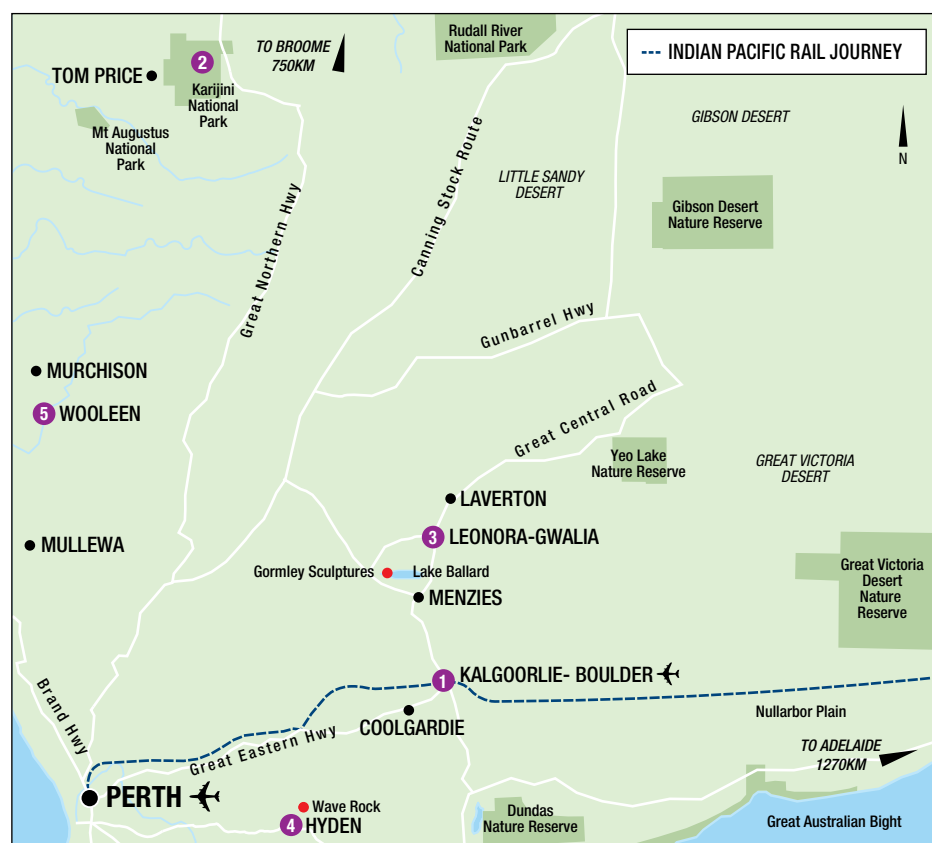 Rudall River
National Park
INDIAN PACIFIC RAIL JOURNEY
TO BROOME
750KM
2
TOM PRICE
Karijini
National
Park
Mt Augustus
National
Park
GIBSON DESERT
N
LITTLE SANDY
DESERT
Canning Stock Route
Great Northern Hwy
Gibson Desert
Nature Reserve
Gunbarrel Hwy
MURCHISON
5 WOOLEEN
Great Central Road
Yeo Lake
Nature Reserve
GREAT VICTORIA
DESERT
LAVERTON
3 LEONORA-GWALIA
MULLEWA
Gormley Sculptures
Lake Ballard
MENZIES
Great Victoria
Desert
Nature
Reserve
1 KALGOORLIE- BOULDER
COOLGARDIE
Nullarbor Plain
Brand Hwy
Great Eastern Hwy
TO ADELAIDE
1270KM
PERTH
Wave Rock
4 HYDEN
Dundas
Nature Reserve
Great Australian Bight